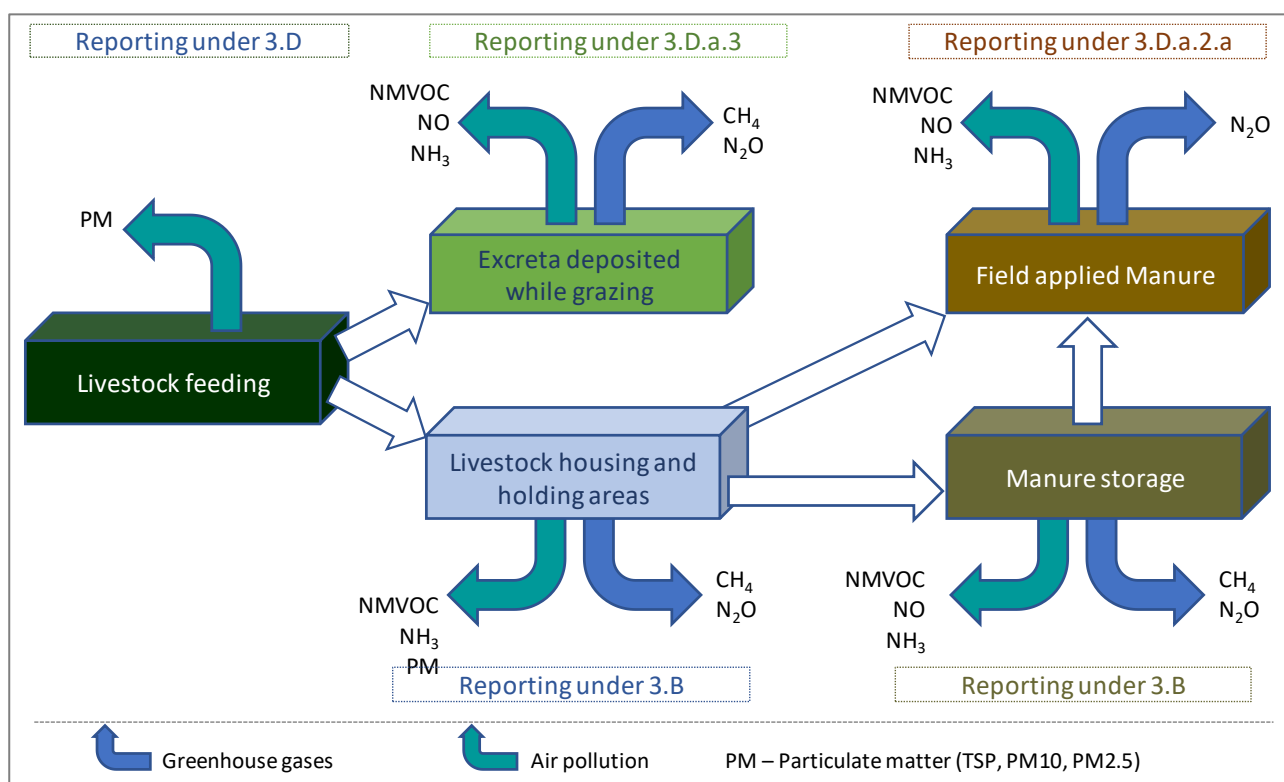 Reporting under 3.D
Reporting under 3.D.a.3
Reporting under 3.D.a.2.a
NMVOC
NO
NH₃
CH₄
N₂O
NMVOC
NO
NH₃
N₂O
PM
Excreta deposited
while grazing
Field applied Manure
Livestock feeding
Livestock housing and
holding areas
Manure storage
NMVOC
NH₃
PM
CH₄
N₂O
NMVOC
NO
NH₃
CH₄
N₂O
Reporting under 3.B
Reporting under 3.B
Greenhouse gases
Air pollution
PM – Particulate matter (TSP, PM10, PM2.5)